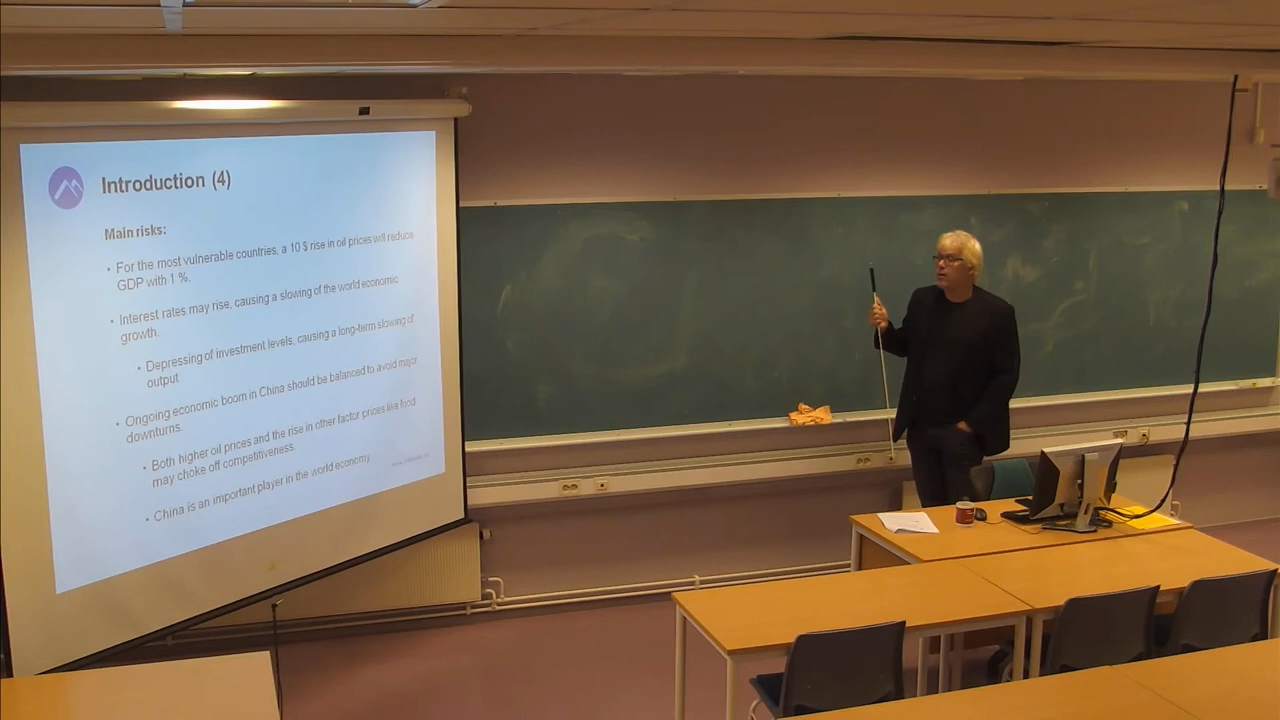 Introduction (4)
Main risks:
• For the most vulnerable countries, a 10 $ rise in oil prices will reduce
GDP with 1 %.
• Interest rates may rise, causing a slowing of the world economic
growth.
• Depressing of investment levels, causing a long-term slowing of
output
• Ongoing economic boom in China should be balanced to avoid major
downturns.
• Both higher oil prices and the rise in other factor prices like food
may choke off competitiveness.
• China is an important player in the world economy.